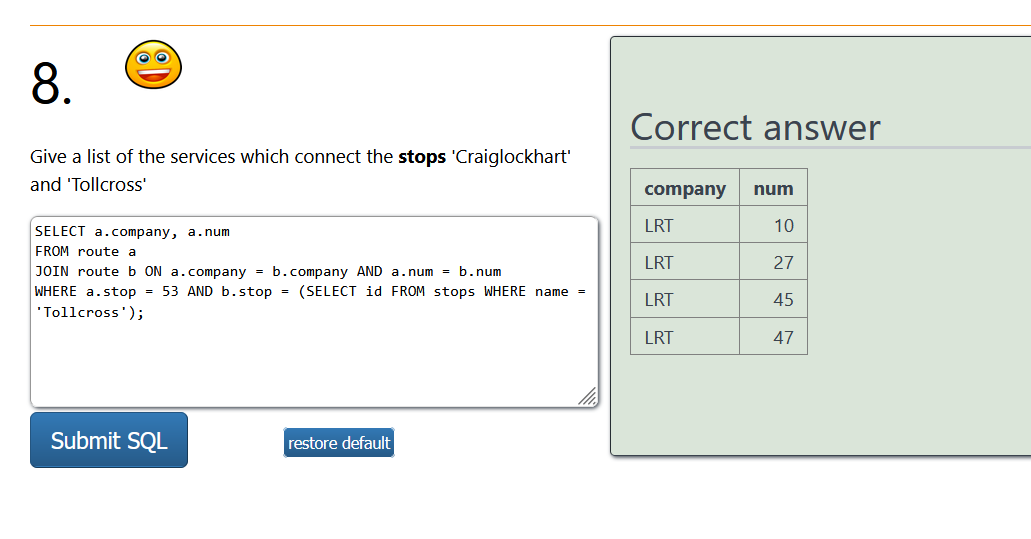 8.
Give a list of the services which connect the stops 'Craiglockhart'
and 'Tollcross'
SELECT a.company, a.num
FROM route a
JOIN route b ON a.company = b.company AND a.num = b.num
WHERE a.stop = 53 AND b.stop = (SELECT id FROM stops WHERE name =
'Tollcross');
Submit SQL
restore default
Correct answer
company num
LRT 10
LRT 27
LRT 45
LRT 47